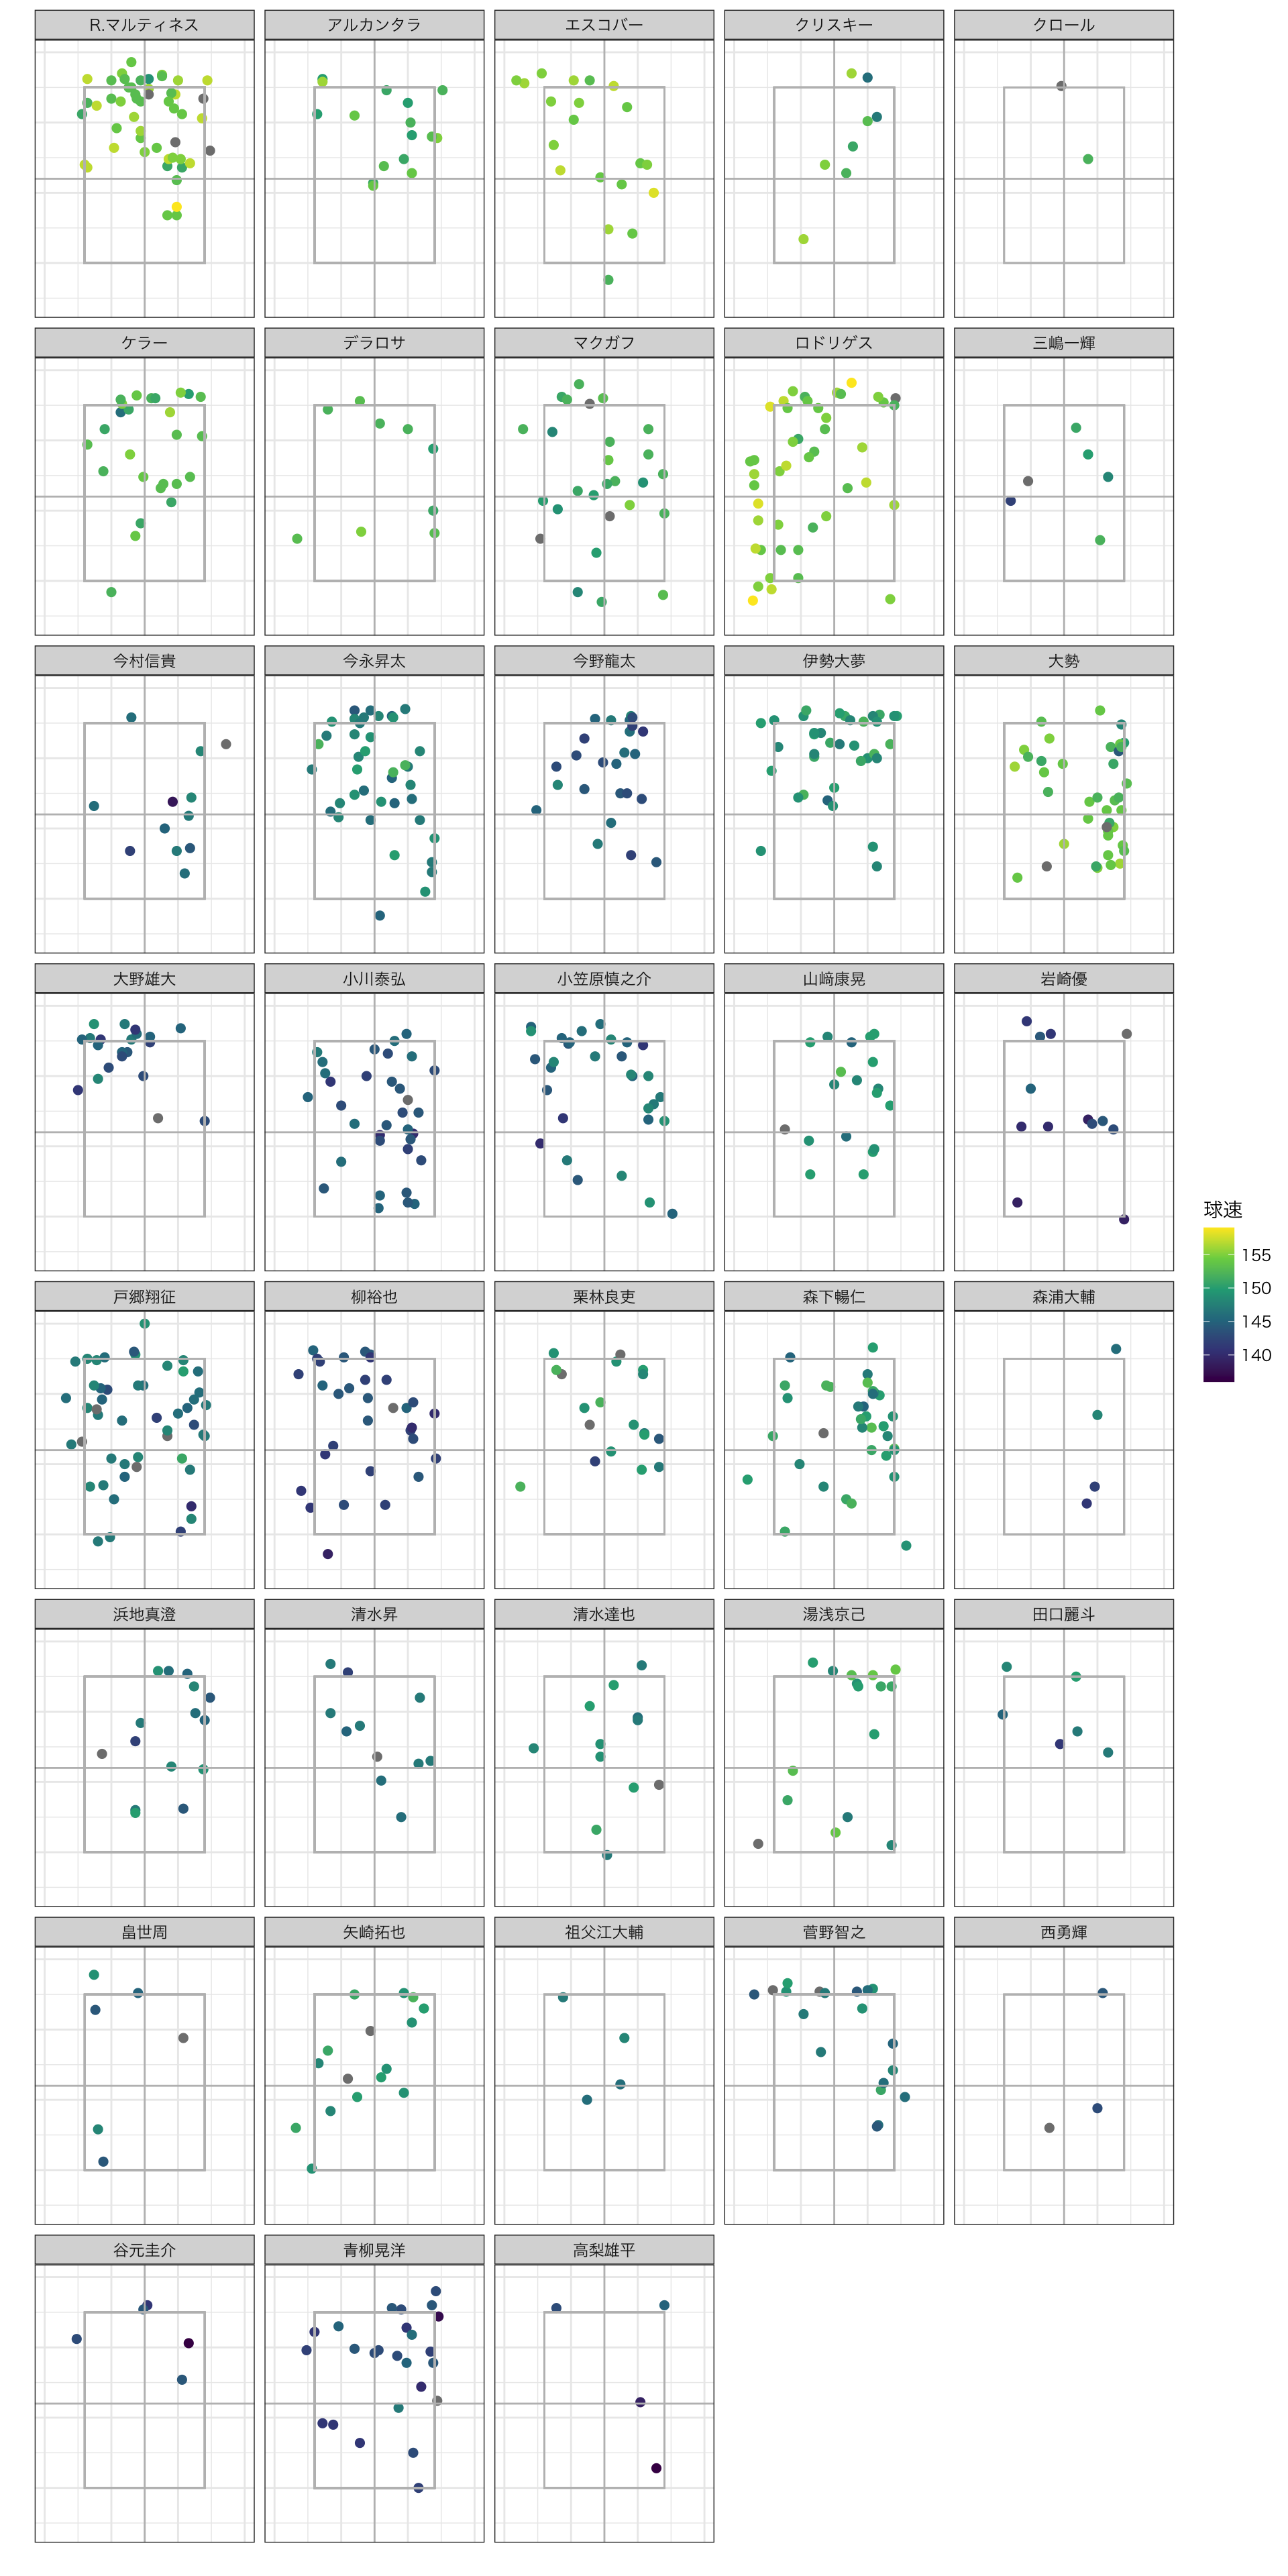 R.マルティネス
アルカンタラ
エスコバー
クリスキー
クロール
ケラー
デラロサ
マクガフ
ロドリゲス
三嶋一輝
今村信貴
今永昇太
今野龍太
伊勢大夢
大勢
大野雄大
小川泰弘
小笠原慎之介
山﨑康晃
岩崎優
戸郷翔征
柳裕也
栗林良吏
森下暢仁
森浦大輔
浜地真澄
清水昇
清水達也
湯浅京己
田口麗斗
畠世周
矢崎拓也
祖父江大輔
菅野智之
西勇輝
谷元圭介
青柳晃洋
高梨雄平
球速
155
150
145
140